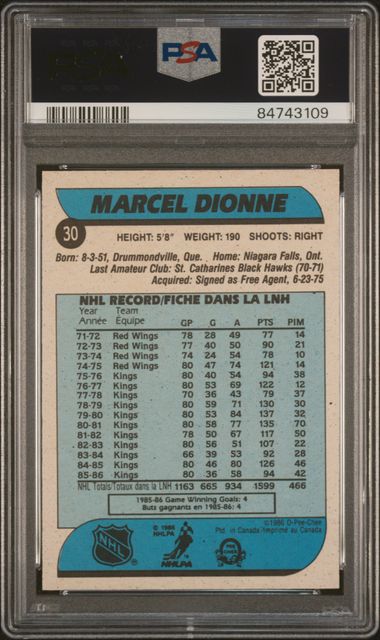 PSA
84743109
MARCEL DIONNE
30
HEIGHT: 5'8" WEIGHT: 190 SHOOTS: RIGHT
Born: 8-3-51, Drummondville, Que. Home: Niagara Falls, Ont.
Last Amateur Club: St. Catharines Black Hawks (70-71)
Acquired: Signed as Free Agent, 6-23-75
NHL RECORD/FICHE DANS LA LNH
Year Team
Année Equipe GP G A PTS PIM
71-72 Red Wings 78 28 49 77 14
72-73 Red Wings 77 40 50 90 21
73-74 Red Wings 74 24 54 78 10
74-75 Red Wings 80 47 74 121 14
75-76 Kings 80 40 54 94 38
76-77 Kings 80 53 69 122 12
77-78 Kings 70 36 43 79 37
78-79 Kings 80 59 71 130 30
79-80 Kings 80 53 84 137 32
80-81 Kings 80 58 77 135 70
81-82 Kings 78 50 67 117 50
82-83 Kings 80 56 51 107 22
83-84 Kings 66 39 53 92 28
84-85 Kings 80 46 80 126 46
85-86 Kings 80 36 58 94 42
NHL Totals/Totaux dans la LNH 1163 665 934 1599 466
1985-86 Game Winning Goals: 4
Buts gagnants en 1985-86: 4
© 1986 O-Pee-Chee
Ptd. in Canada/Imprimé au Canada
© 1986
NHLPA
NHL
NHLPA
O-PEE-CHEE